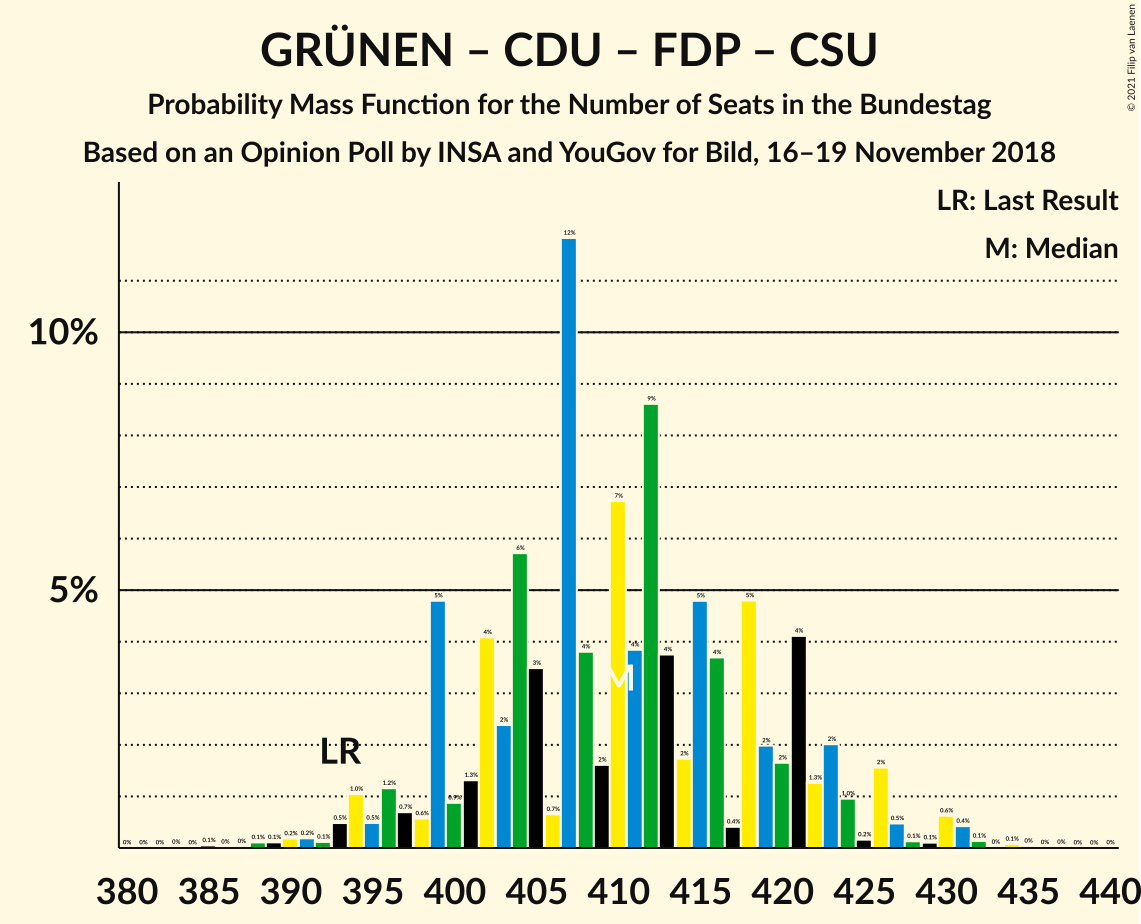 GRÜNEN – CDU – FDP – CSU
Probability Mass Function for the Number of Seats in the Bundestag
Based on an Opinion Poll by INSA and YouGov for Bild, 16–19 November 2018
© 2021 Filip van Laenen
LR: Last Result
M: Median
10%
5%
LR
M
0% 0% 0% 0% 0% 0.1% 0% 0% 0.1% 0.1% 0.2% 0.2% 0.1% 0.5% 1.0% 0.5% 1.2% 0.7% 0.6% 5% 0.9% 1.3% 4% 2% 6% 3% 0.7% 12% 4% 2% 7% 4% 9% 4% 2% 5% 4% 0.4% 5% 2% 2% 4% 1.3% 2% 1.0% 0.2% 2% 0.5% 0.1% 0.1% 0.6% 0.4% 0.1% 0% 0.1% 0% 0% 0% 0% 0% 0%
380 385 390 395 400 405 410 415 420 425 430 435 440